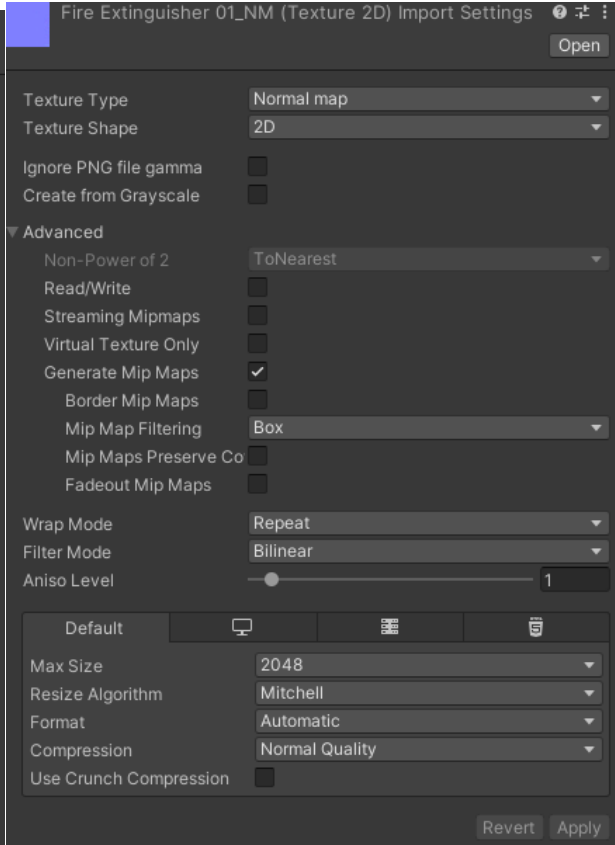 Fire Extinguisher 01_NM (Texture 2D) Import Settings
Open
Texture Type Normal map
Texture Shape 2D
Ignore PNG file gamma
Create from Grayscale
Advanced
Non-Power of 2 ToNearest
Read/Write
Streaming Mipmaps
Virtual Texture Only
Generate Mip Maps
Border Mip Maps
Mip Map Filtering Box
Mip Maps Preserve Co
Fadeout Mip Maps
Wrap Mode Repeat
Filter Mode Bilinear
Aniso Level 1
Default
Max Size 2048
Resize Algorithm Mitchell
Format Automatic
Compression Normal Quality
Use Crunch Compression
Revert Apply